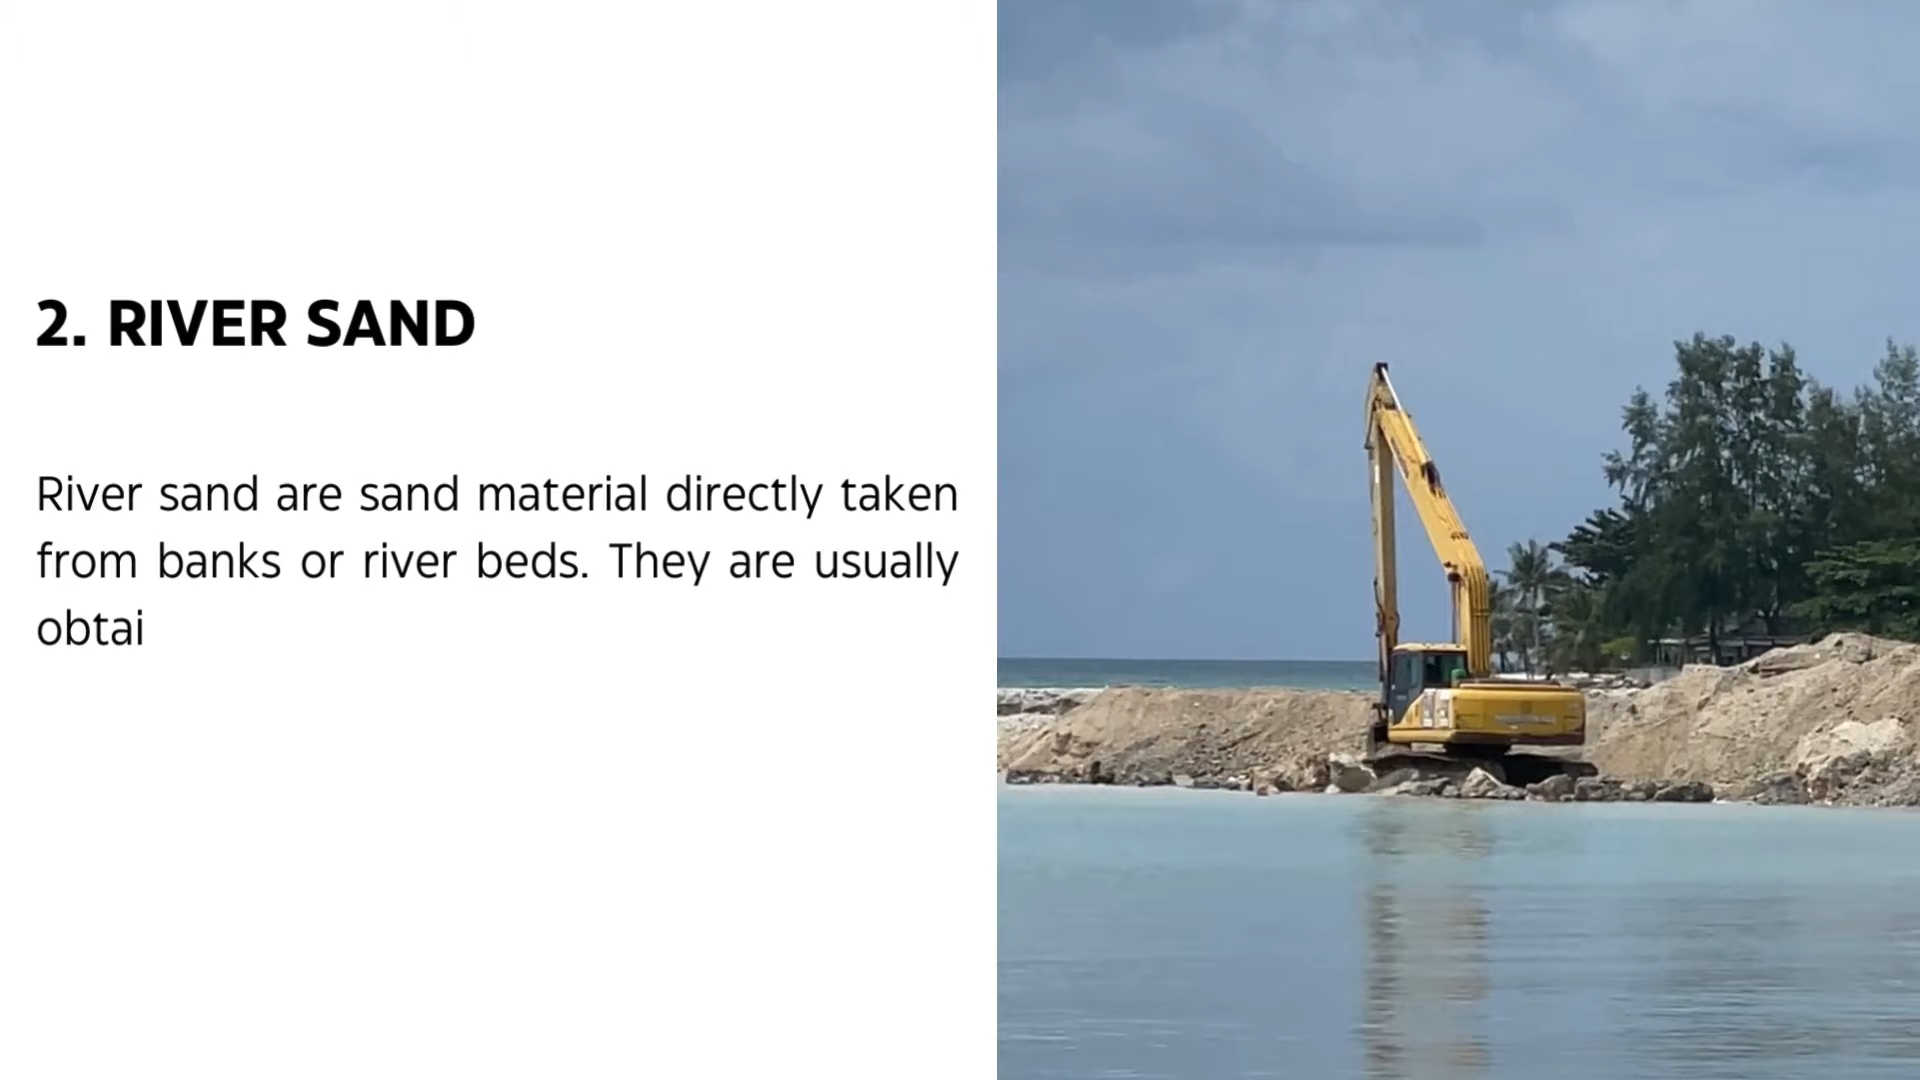 2. RIVER SAND
River sand are sand material directly taken
from banks or river beds. They are usually
obtai